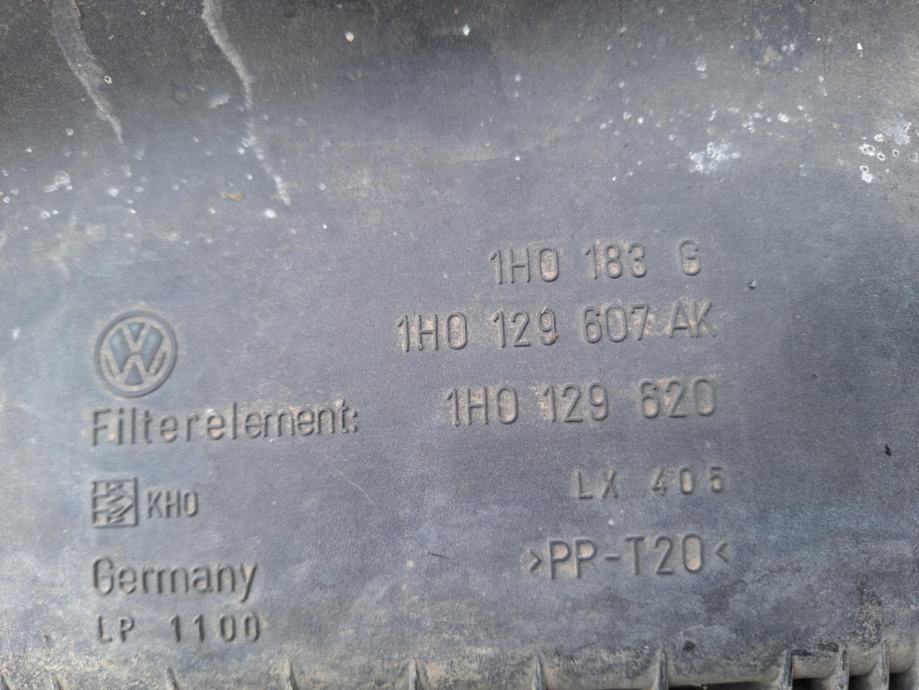 1H0 183 G
1H0 129 607 AK
Filterelement: 1H0 129 620
KHO LX 405
Germany >PP-T20<
LP 1100